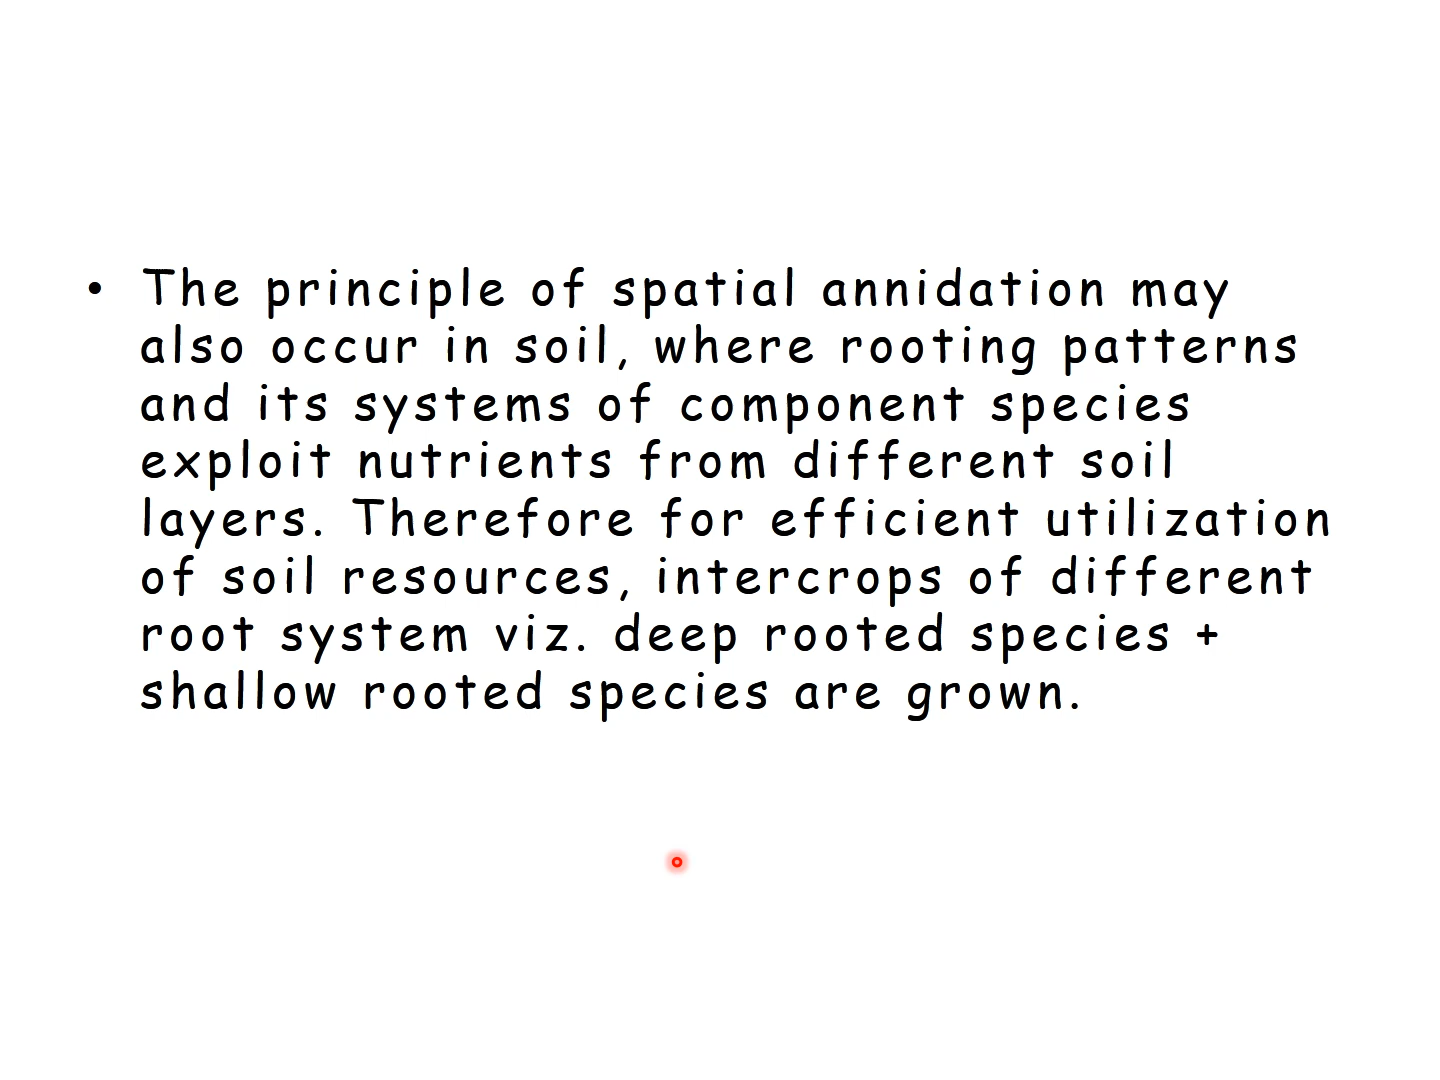 • The principle of spatial annidation may
also occur in soil, where rooting patterns
and its systems of component species
exploit nutrients from different soil
layers. Therefore for efficient utilization
of soil resources, intercrops of different
root system viz. deep rooted species +
shallow rooted species are grown.